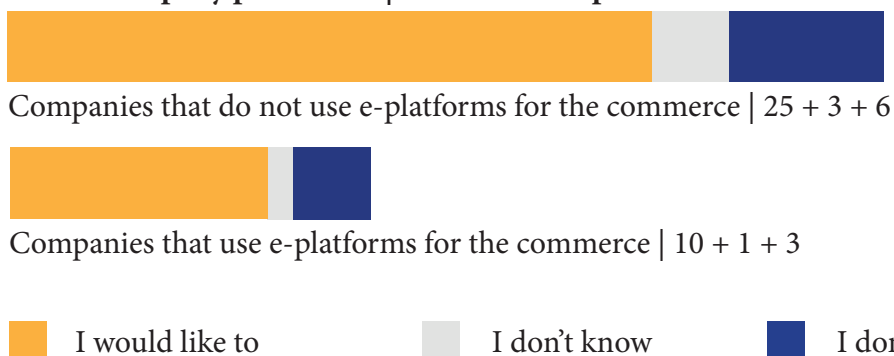 Companies that do not use e-platforms for the commerce | 25 + 3 + 6
Companies that use e-platforms for the commerce | 10 + 1 + 3
I would like to
I don't know
I